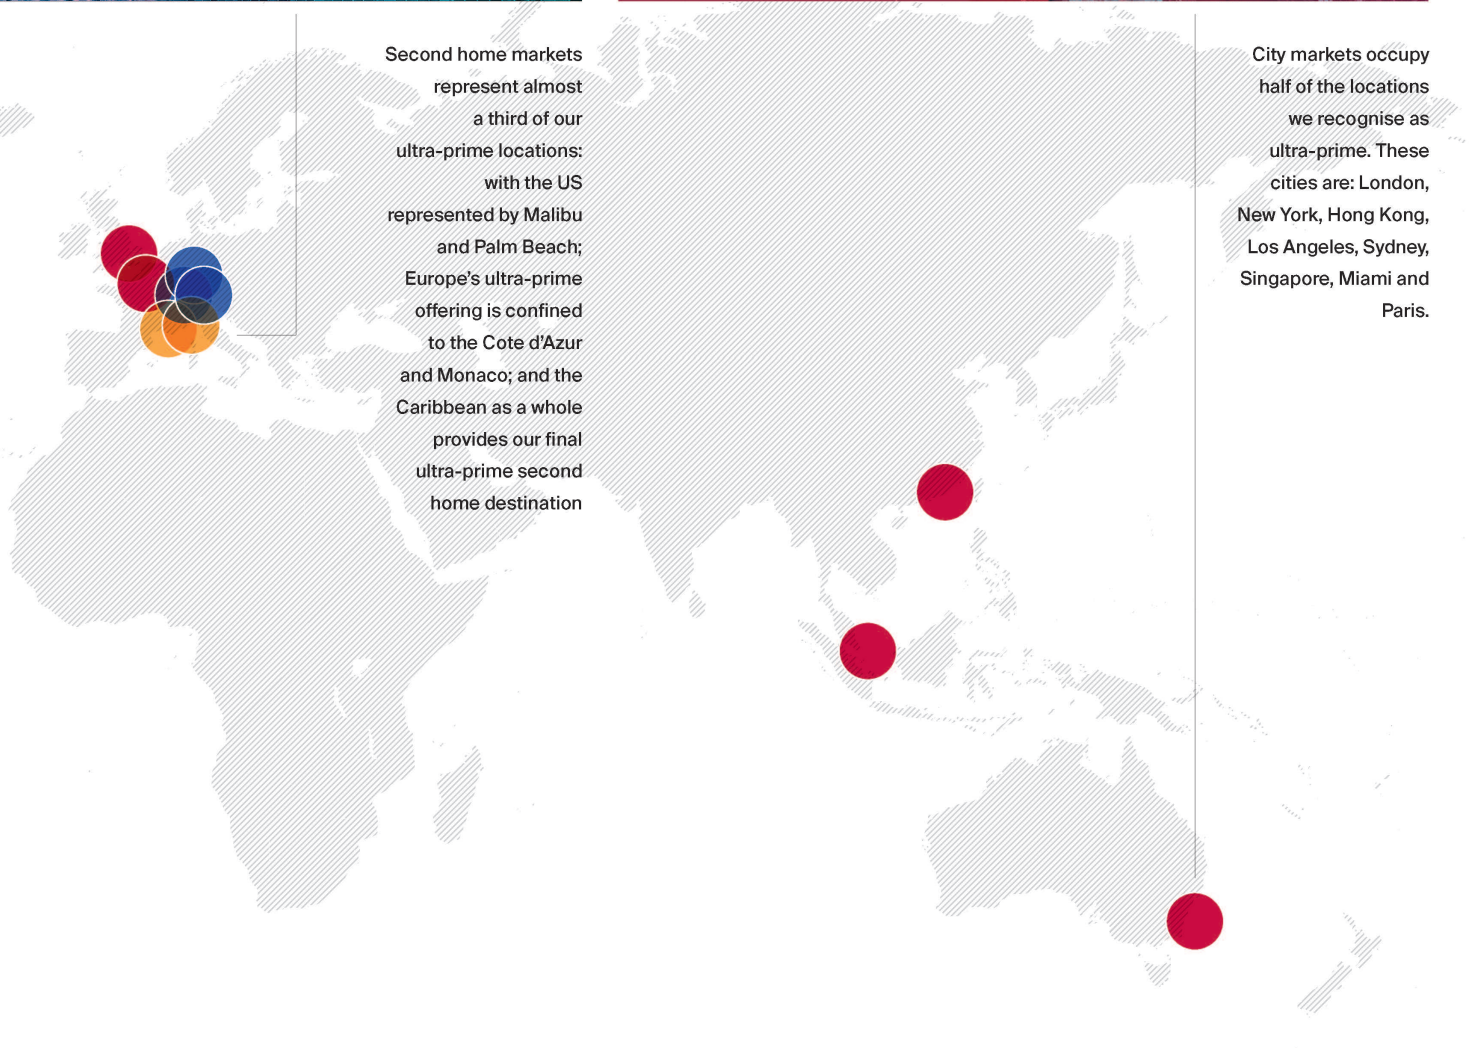 Second home markets
represent almost
a third of our
ultra-prime locations:
with the US
represented by Malibu
and Palm Beach;
Europe’s ultra-prime
offering is confined
to the Cote d’Azur
and Monaco; and the
Caribbean as a whole
provides our final
ultra-prime second
home destination
City markets occupy
half of the locations
we recognise as
ultra-prime. These
cities are: London,
New York, Hong Kong,
Los Angeles, Sydney,
Singapore, Miami and
Paris.